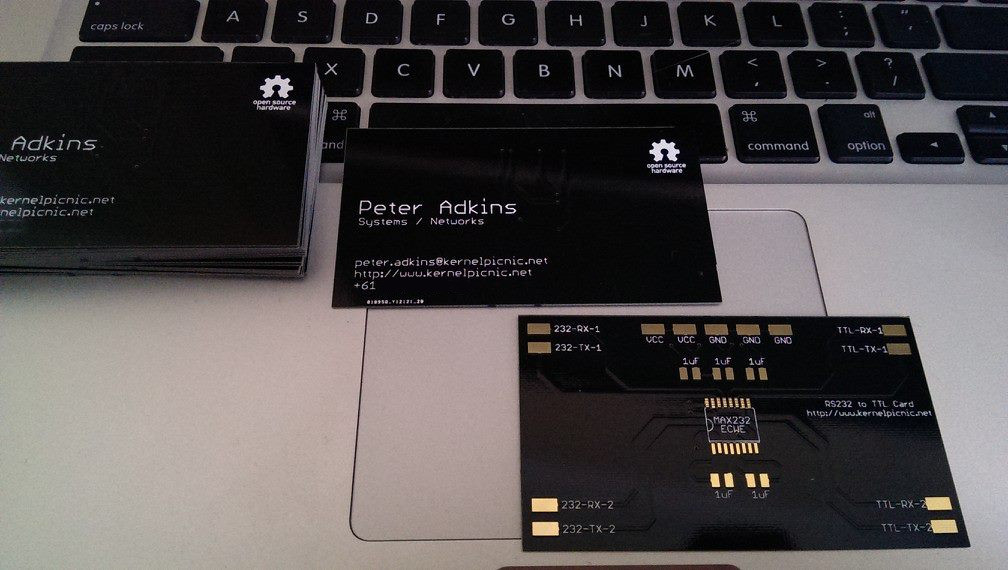 caps lock
A S D F G H J K L : ; " '
X C V B N M < , > . ? /
command
alt
option
open source
hardware
Adkins
Networks
kernelpicnic.net
nelpicnic.net
open source
hardware
Peter Adkins
Systems / Networks
peter.adkins@kernelpicnic.net
http://www.kernelpicnic.net
+61
232-RX-1
232-TX-1
VCC VCC GND GND GND
TTL-RX-1
TTL-TX-1
1uF 1uF 1uF
MAX232
ECWE
RS232 to TTL Card
http://www.kernelpicnic.net
1uF 1uF
232-RX-2
232-TX-2
TTL-RX-2
TTL-TX-2